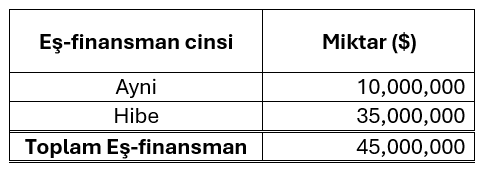 Eş-finansman cinsi Miktar ($)
Ayni 10,000,000
Hibe 35,000,000
Toplam Eş-finansman 45,000,000